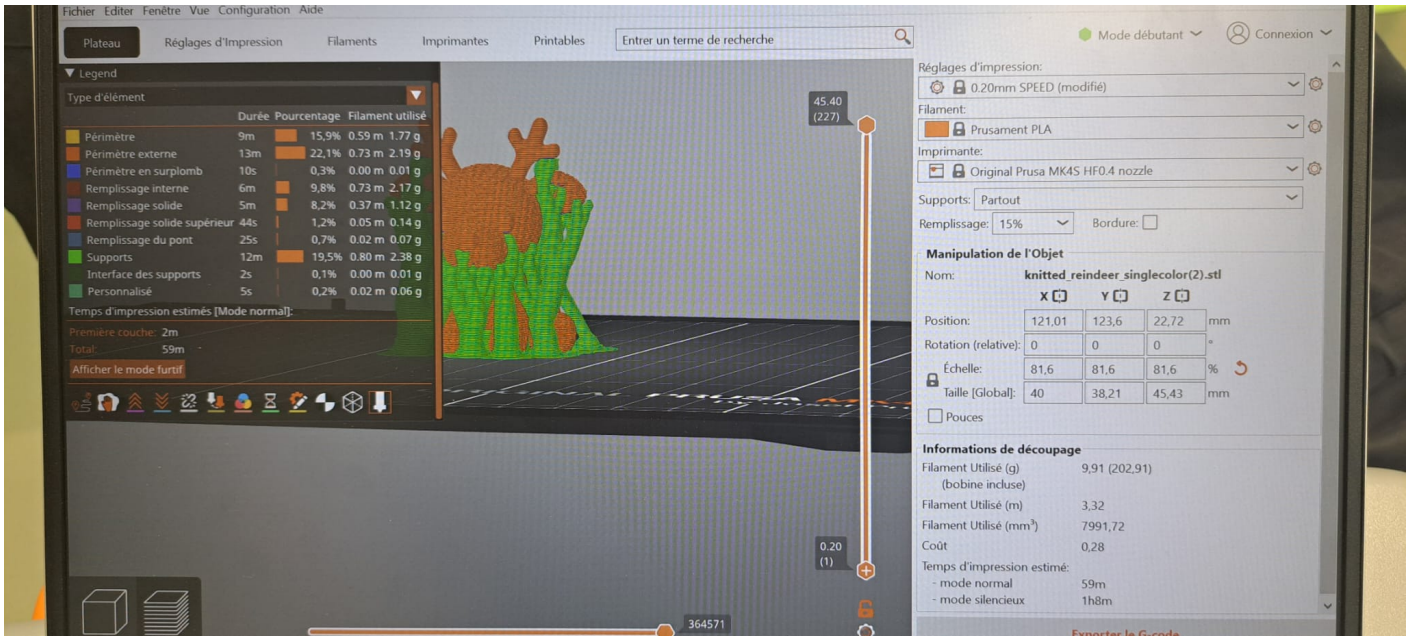 Fichier Editer Fenêtre Vue Configuration Aide
Plateau Réglages d'Impression Filaments Imprimantes Printables Entrer un terme de recherche Mode débutant Connexion
Legend
Type d'élément
Durée Pourcentage Filament utilisé
Périmètre 9m 15,9% 0.59 m 1.77 g
Périmètre externe 13m 22,1% 0.73 m 2.19 g
Périmètre en surplomb 10s 0,3% 0.00 m 0.01 g
Remplissage interne 6m 9,8% 0.73 m 2.17 g
Remplissage solide 5m 8,2% 0.37 m 1.12 g
Remplissage solide supérieur 44s 1,2% 0.05 m 0.14 g
Remplissage du pont 25s 0,7% 0.02 m 0.07 g
Supports 12m 19,5% 0.80 m 2.38 g
Interface des supports 2s 0,1% 0.00 m 0.01 g
Personnalisé 5s 0,2% 0.02 m 0.06 g
Temps d'impression estimés [Mode normal]:
Première couche: 2m
Total: 59m
Afficher le mode furtif
45.40
(227)
PRUSA
0.20
(1)
364571
Réglages d'impression:
0.20mm SPEED (modifié)
Filament:
Prusament PLA
Imprimante:
Original Prusa MK4S HF0.4 nozzle
Supports: Partout
Remplissage: 15% Bordure:
Manipulation de l'Objet
Nom: knitted_reindeer_singlecolor(2).stl
X Y Z
Position: 121,01 123,6 22,72 mm
Rotation (relative): 0 0 0 °
Échelle: 81,6 81,6 81,6 %
Taille [Global]: 40 38,21 45,43 mm
Pouces
Informations de découpage
Filament Utilisé (g) 9,91 (202,91)
(bobine incluse)
Filament Utilisé (m) 3,32
Filament Utilisé (mm³) 7991,72
Coût 0,28
Temps d'impression estimé:
- mode normal 59m
- mode silencieux 1h8m
Exporter le G-code